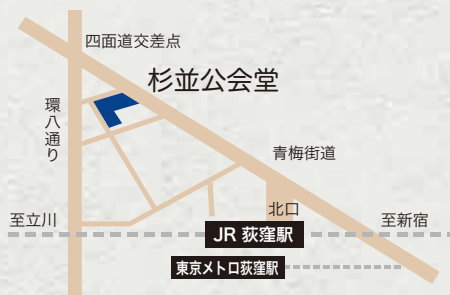 四面道交差点
杉並公会堂
環八通り
青梅街道
北口
至立川
至新宿
JR 荻窪駅
東京メトロ荻窪駅